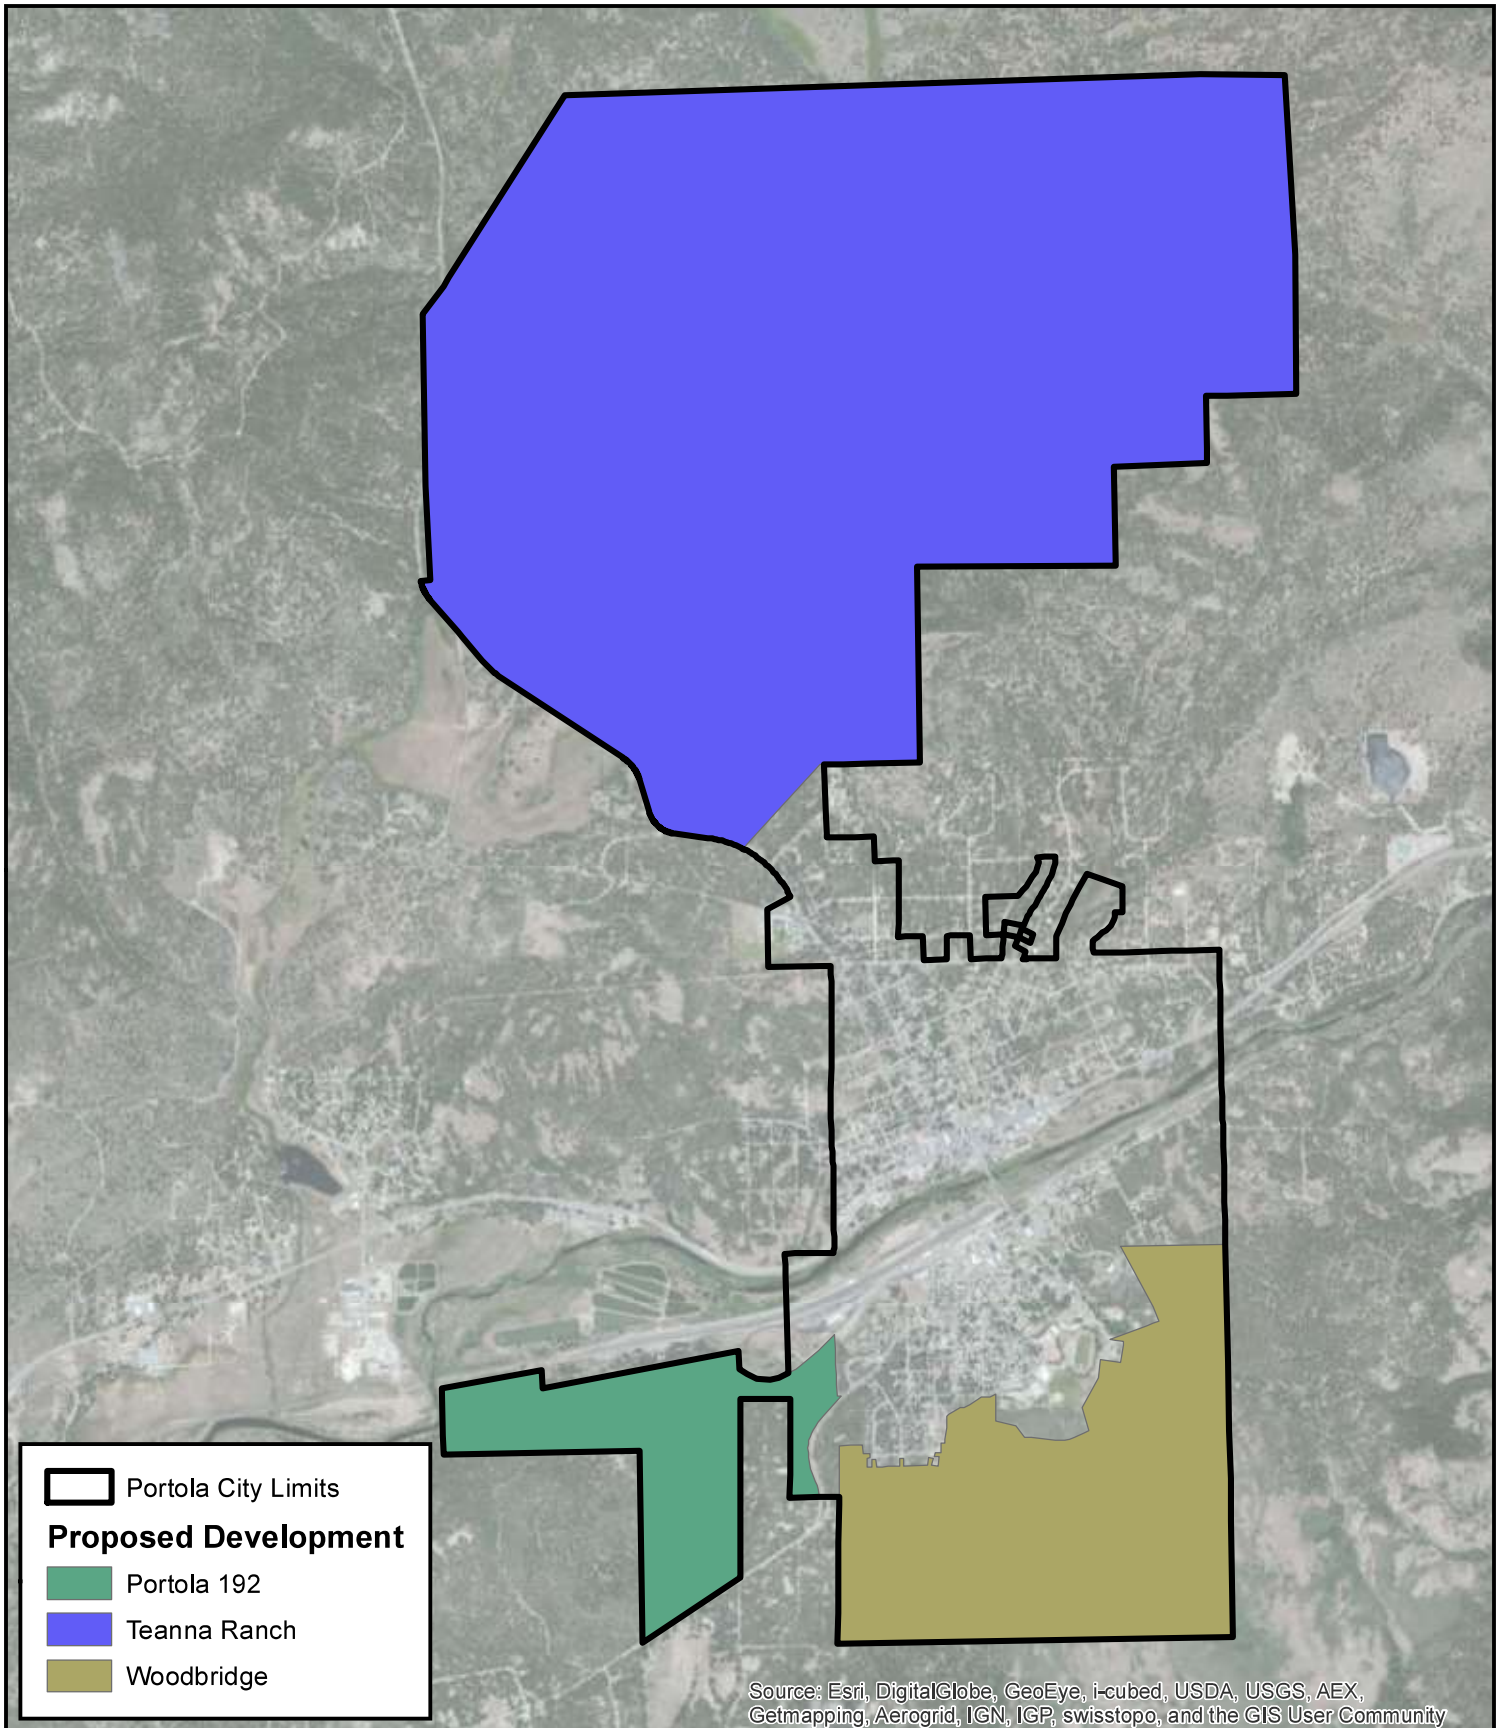 Portola City Limits
Proposed Development
Portola 192
Teanna Ranch
Woodbridge
Source: Esri, DigitalGlobe, GeoEye, i-cubed, USDA, USGS, AEX,
Getmapping, Aerogrid, IGN, IGP, swisstopo, and the GIS User Community